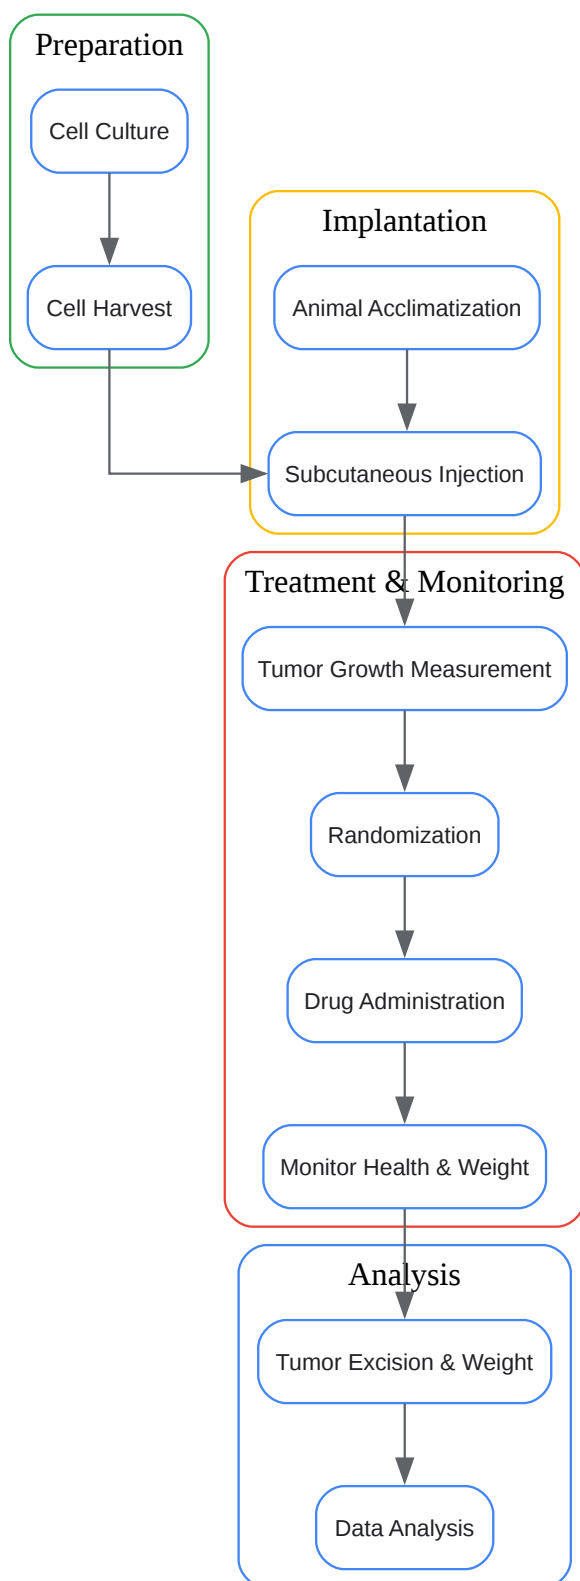 Preparation
Cell Culture
Cell Harvest
Implantation
Animal Acclimatization
Subcutaneous Injection
Treatment & Monitoring
Tumor Growth Measurement
Randomization
Drug Administration
Monitor Health & Weight
Analysis
Tumor Excision & Weight
Data Analysis